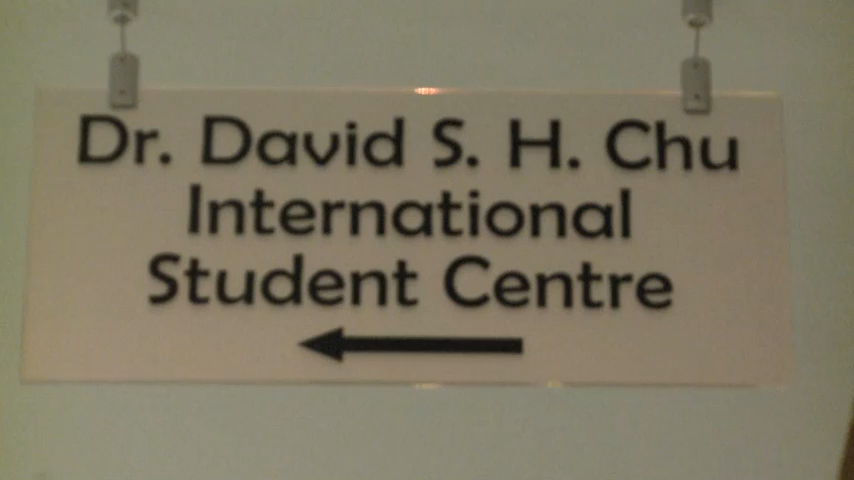 Dr. David S. H. Chu
International
Student Centre